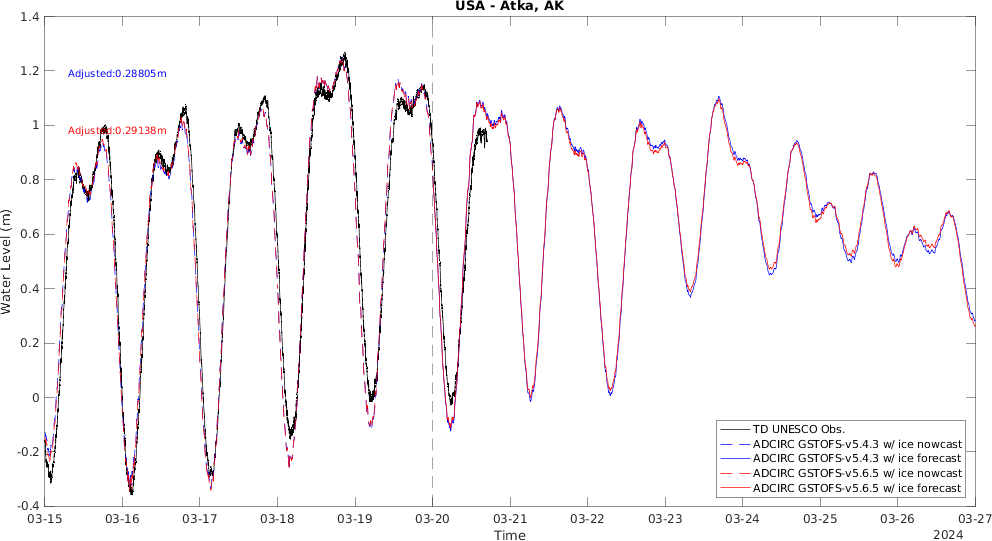 USA - Atka, AK
1.4
1.2
1
0.8
0.6
0.4
0.2
0
-0.2
-0.4
Water Level (m)
Adjusted:0.28805m
Adjusted:0.29138m
TD UNESCO Obs.
ADCIRC GSTOFS-v5.4.3 w/ ice nowcast
ADCIRC GSTOFS-v5.4.3 w/ ice forecast
ADCIRC GSTOFS-v5.6.5 w/ ice nowcast
ADCIRC GSTOFS-v5.6.5 w/ ice forecast
03-15 03-16 03-17 03-18 03-19 03-20 03-21 03-22 03-23 03-24 03-25 03-26 03-27
Time
2024